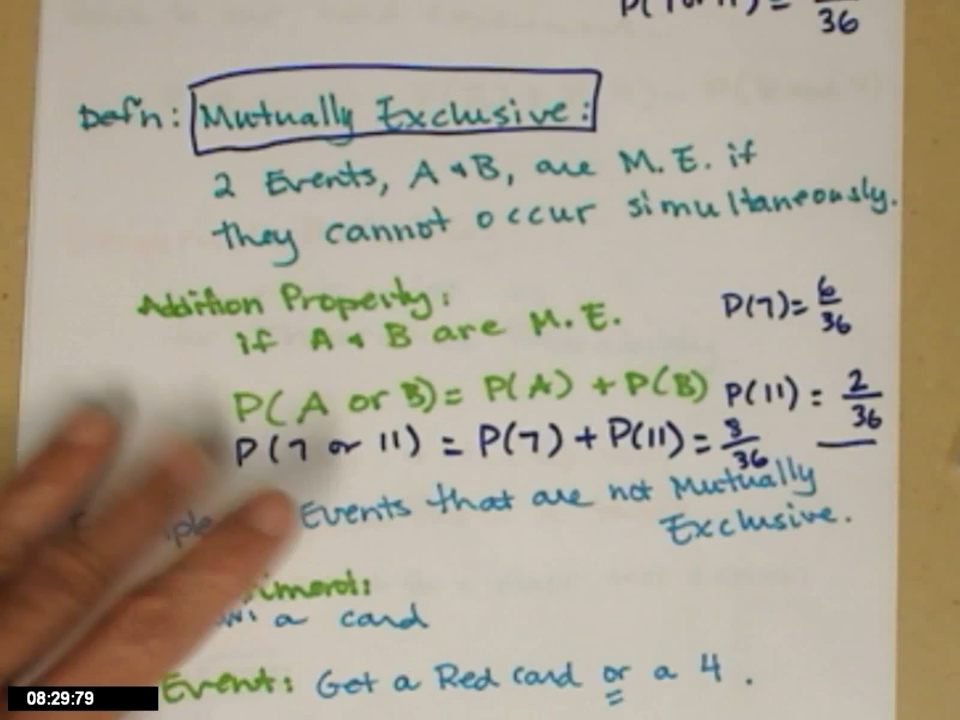 P(7 or 11) = /36
Defn: Mutually Exclusive:
2 Events, A & B, are M.E. if
they cannot occur simultaneously.
Addition Property:
if A & B are M.E.
P(7) = 6/36
P(A or B) = P(A) + P(B)
P(11) = 2/36
P(7 or 11) = P(7) + P(11) = 8/36
Events that are not Mutually
Exclusive.
a card
Event: Get a Red card or a 4.
08:29:79